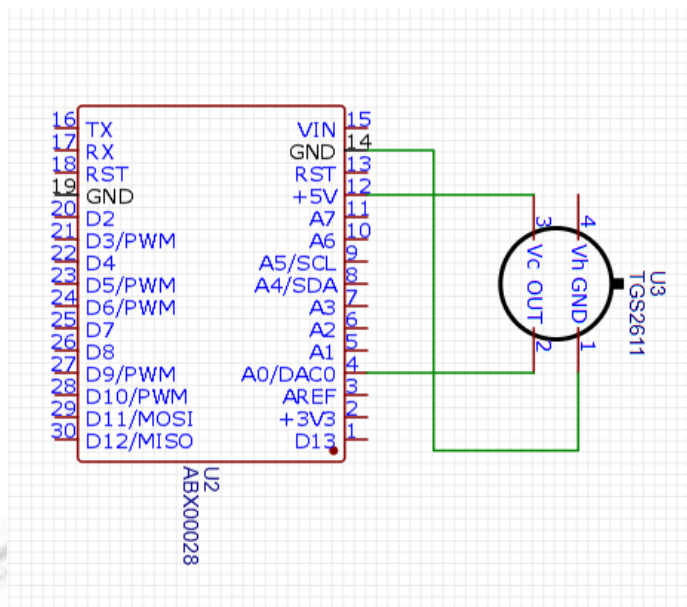 16 TX VIN 15
17 RX GND 14
18 RST RST 13
19 GND +5V 12
20 D2 A7 11
21 D3/PWM A6 10
22 D4 A5/SCL 9
23 D5/PWM A4/SDA 8
24 D6/PWM A3 7
25 D7 A2 6
26 D8 A1 5
27 D9/PWM A0/DAC0 4
28 D10/PWM AREF 3
29 D11/MOSI +3V3 2
30 D12/MISO D13 1
U2
ABX00028
3 4
Vc Vh
OUT GND
2 1
U3
TGS2611